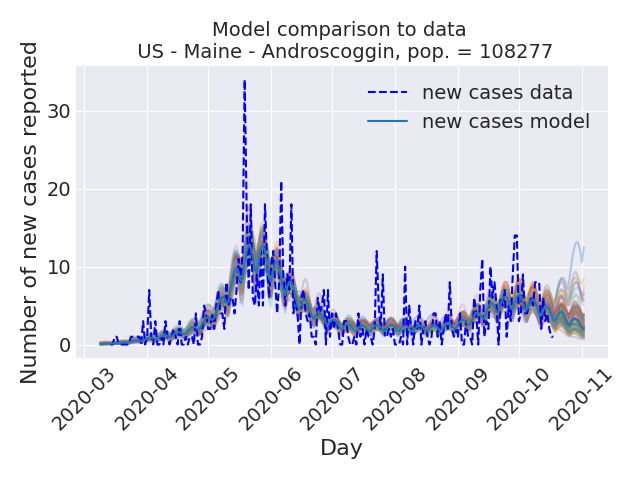 Model comparison to data
US - Maine - Androscoggin, pop. = 108277
Number of new cases reported
30
20
10
0
new cases data
new cases model
2020-03
2020-04
2020-05
2020-06
2020-07
2020-08
2020-09
2020-10
2020-11
Day